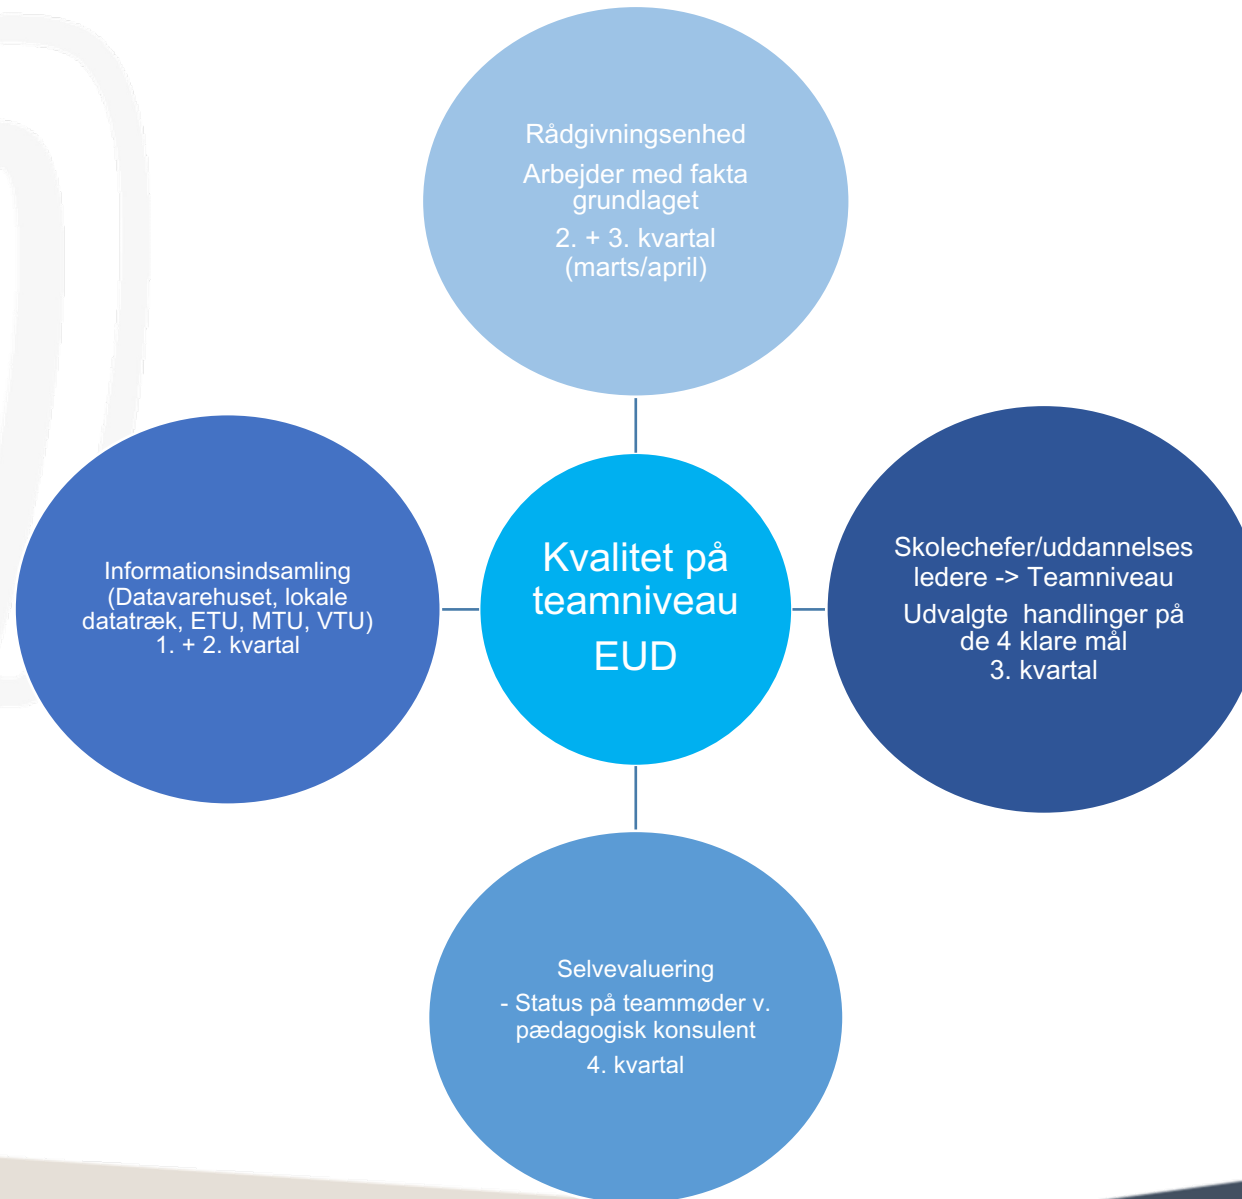 Rådgivningsenhed
Arbejder med fakta
grundlaget
2. + 3. kvartal
(marts/april)
Informationsindsamling
(Datavarehuset, lokale
datatræk, ETU, MTU, VTU)
1. + 2. kvartal
Kvalitet på
teamniveau
EUD
Skolechefer/uddannelses
ledere -> Teamniveau
Udvalgte  handlinger på
de 4 klare mål
3. kvartal
Selvevaluering
- Status på teammøder v.
pædagogisk konsulent
4. kvartal